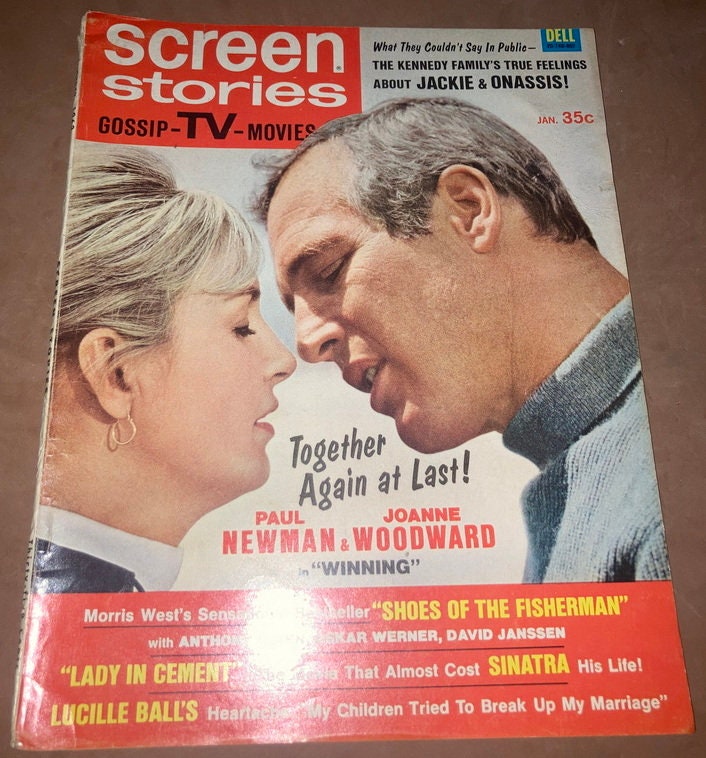 screen
stories
GOSSIP-TV-MOVIES
What They Couldn't Say In Public—
THE KENNEDY FAMILY'S TRUE FEELINGS
ABOUT JACKIE & ONASSIS!
DELL
JAN. 35c
Together
Again at Last!
PAUL JOANNE
NEWMAN & WOODWARD
in "WINNING"
Morris West's "SHOES OF THE FISHERMAN"
with OSKAR WERNER, DAVID JANSSEN
"LADY IN CEMENT" That Almost Cost SINATRA His Life!
LUCILLE BALL'S "My Children Tried To Break Up My Marriage"